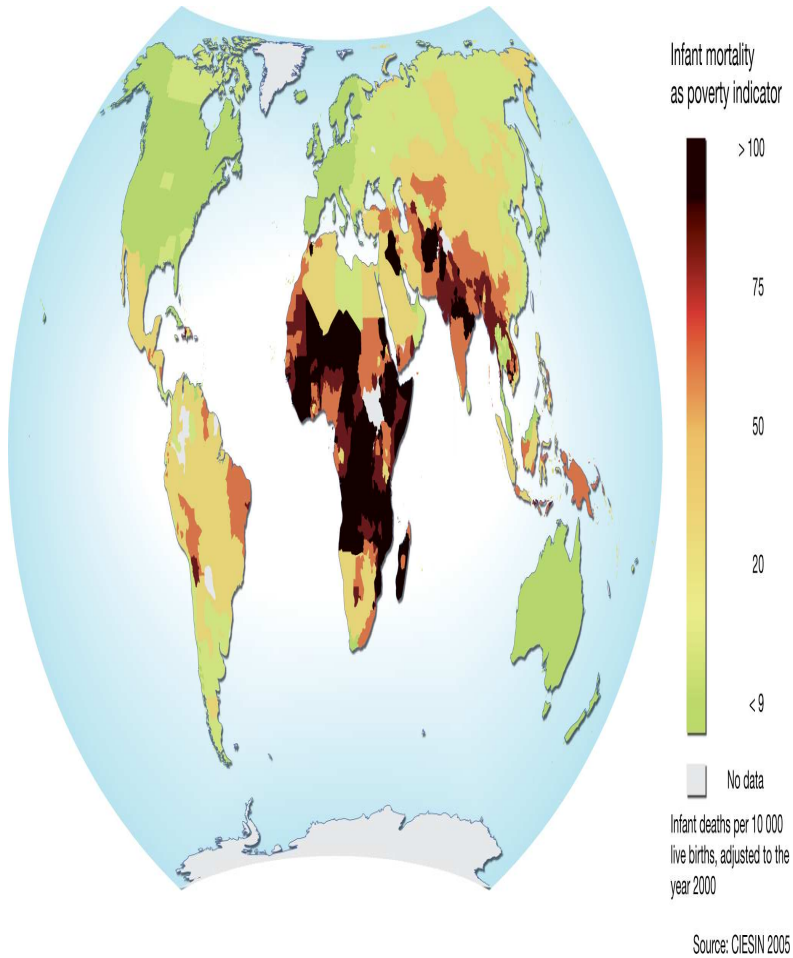 Infant mortality
as poverty indicator
> 100
75
50
20
< 9
No data
Infant deaths per 10 000
live births, adjusted to the
year 2000
Source: CIESIN 2005